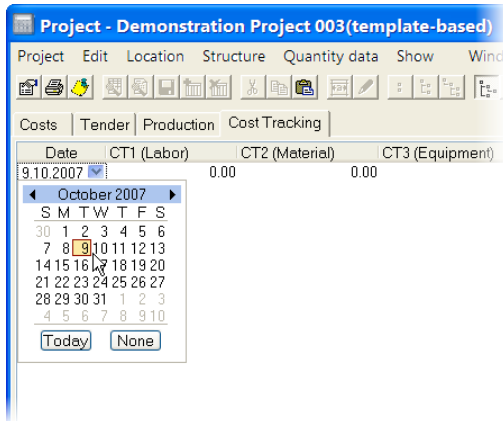 Project - Demonstration Project 003(template-based)
Project Edit Location Structure Quantity data Show
Costs Tender Production Cost Tracking
Date CT1 (Labor) CT2 (Material) CT3 (Equipment)
9.10.2007 0.00 0.00
October 2007
S M T W T F S
30 1 2 3 4 5 6
7 8 9 10 11 12 13
14 15 16 17 18 19 20
21 22 23 24 25 26 27
28 29 30 31 1 2 3
4 5 6 7 8 9 10
Today None